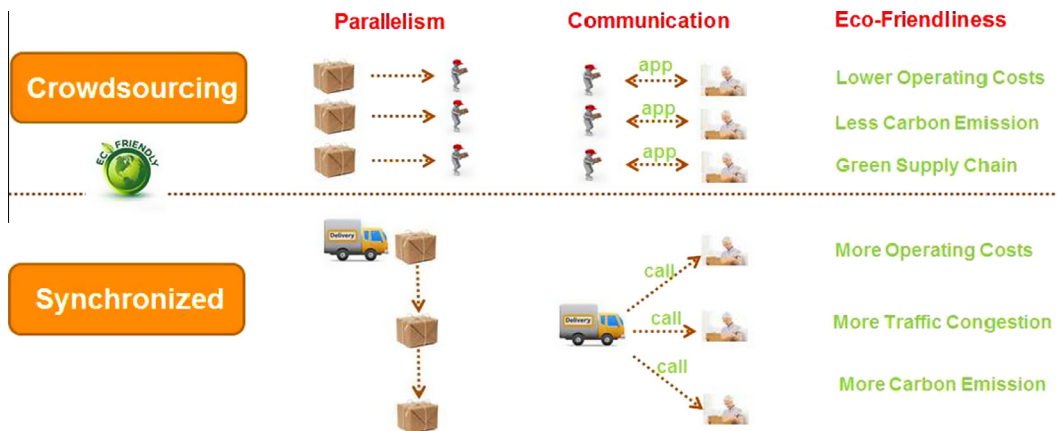 Parallelism
Communication
Eco-Friendliness
Crowdsourcing
app
Lower Operating Costs
app
Less Carbon Emission
app
Green Supply Chain
ECO FRIENDLY
Delivery
More Operating Costs
Synchronized
call
Delivery
call
More Traffic Congestion
call
More Carbon Emission